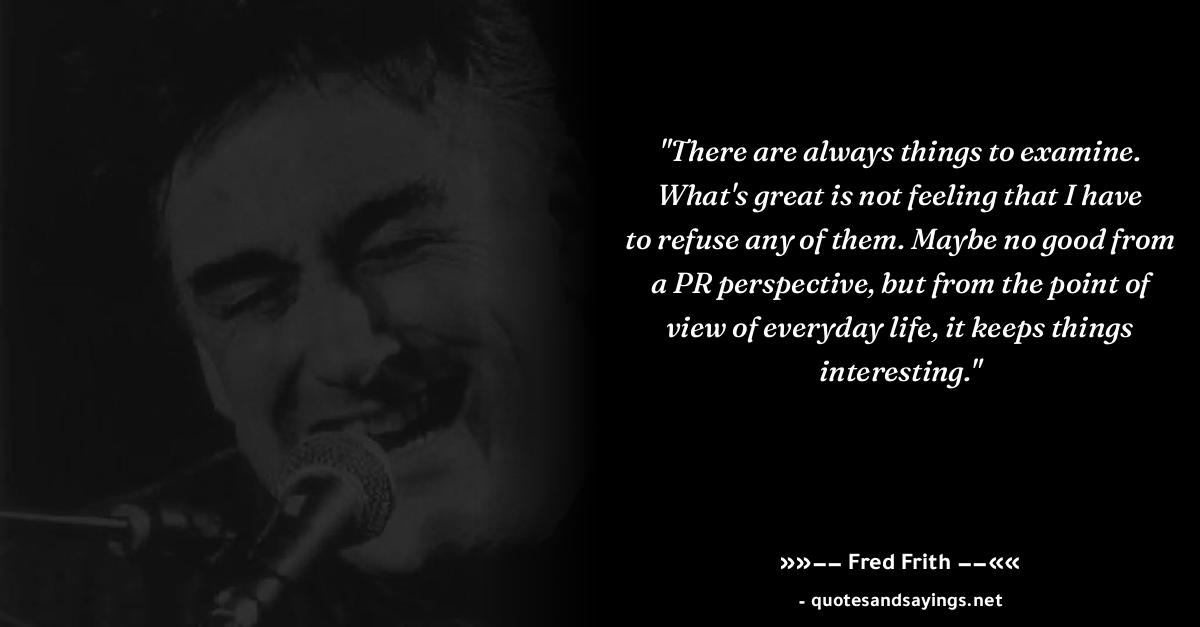 "There are always things to examine.
What's great is not feeling that I have
to refuse any of them. Maybe no good from
a PR perspective, but from the point of
view of everyday life, it keeps things
interesting."
»»–– Fred Frith ––««
- quotesandsayings.net